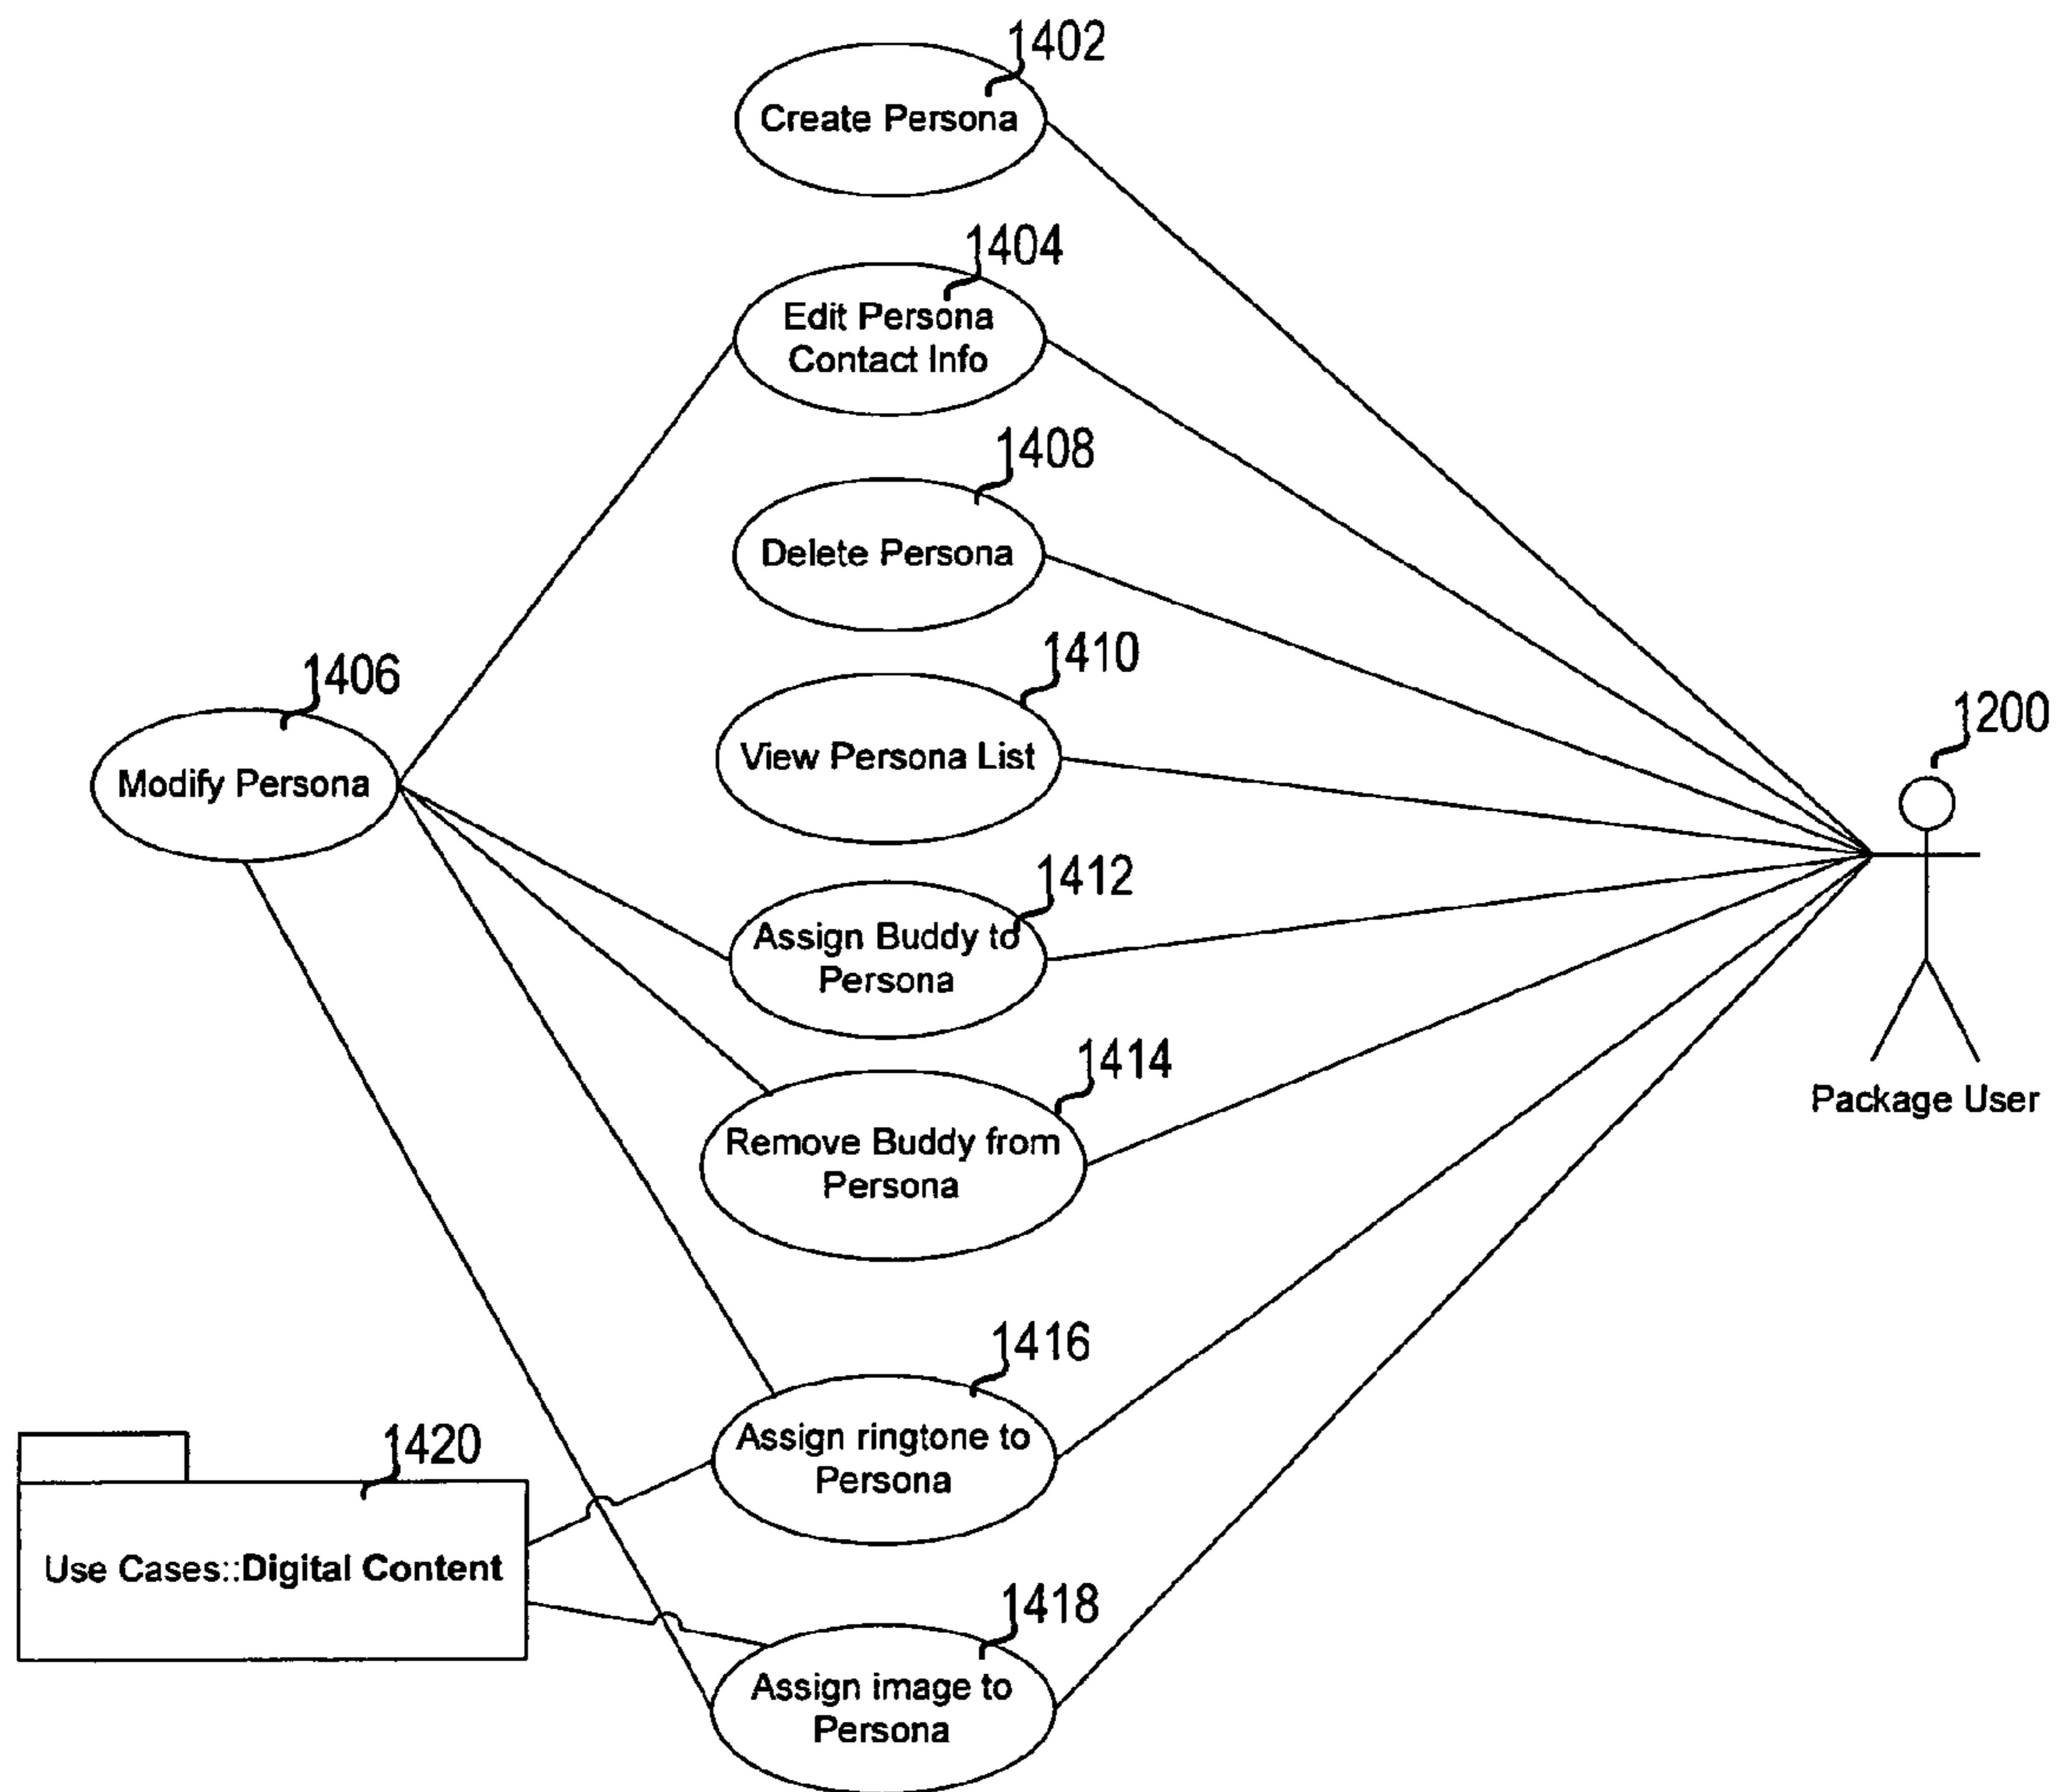 1402
Create Persona
1404
Edit Persona
Contact Info
1408
Delete Persona
1410
View Persona List
1406
Modify Persona
1200
Package User
1412
Assign Buddy to
Persona
1414
Remove Buddy from
Persona
1416
Assign ringtone to
Persona
1420
Use Cases::Digital Content
1418
Assign image to
Persona